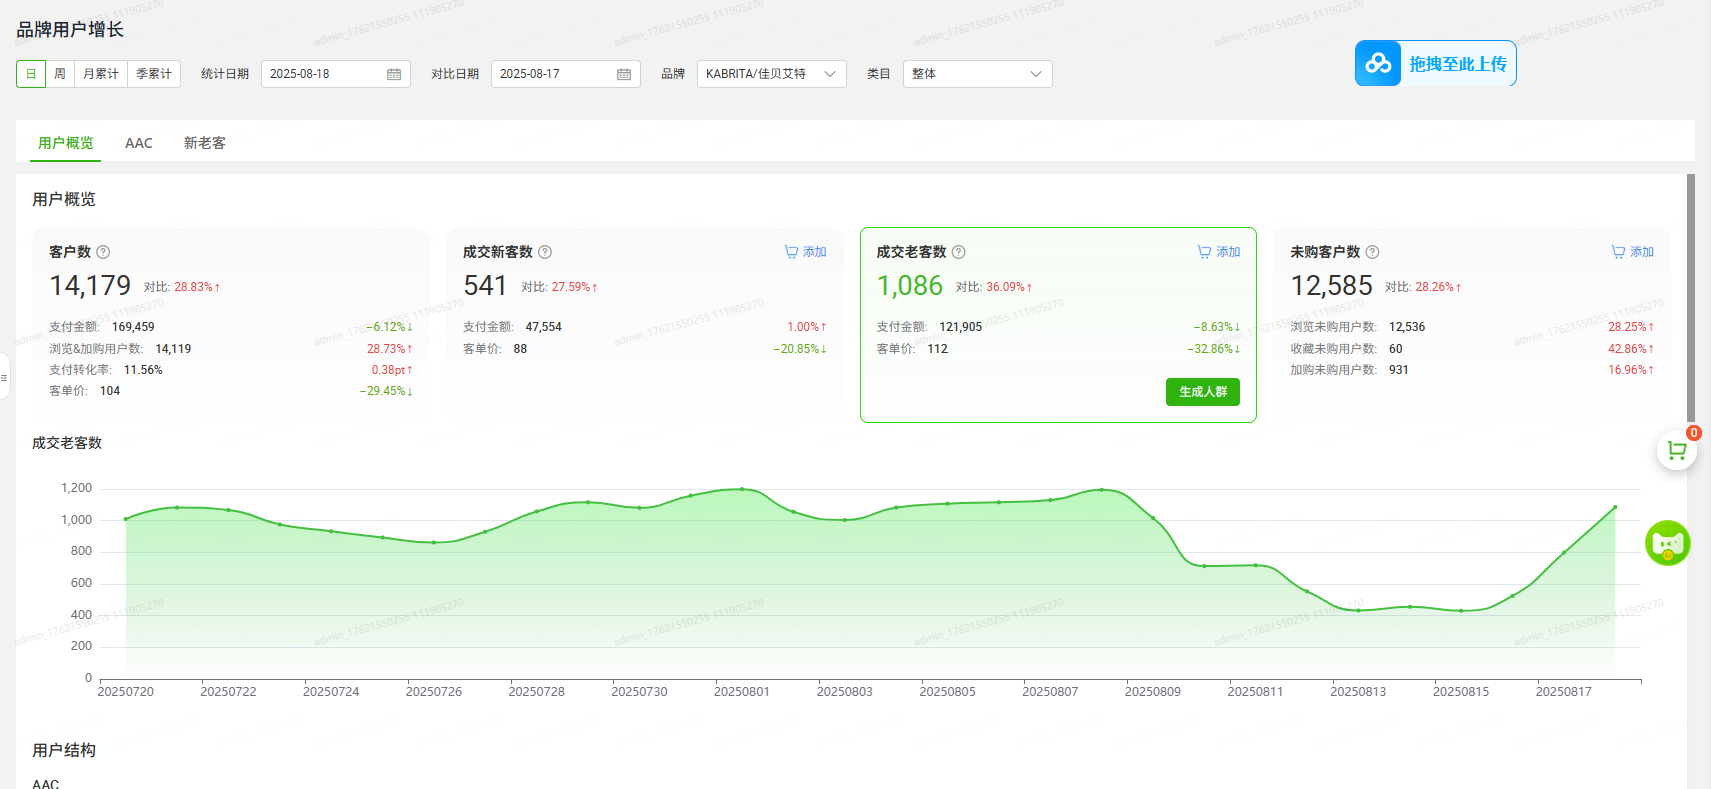 品牌用户增长
日 周 月累计 季累计 统计日期 2025-08-18 对比日期 2025-08-17 品牌 KABRITA/佳贝艾特 类目 整体
拖拽至此上传
用户概览 AAC 新老客
用户概览
客户数
14,179 对比: 28.83%↑
支付金额: 169,459 -6.12%↓
浏览&加购用户数: 14,119 28.73%↑
支付转化率: 11.56% 0.38pt↑
客单价: 104 -29.45%↓
成交新客数 添加
541 对比: 27.59%↑
支付金额: 47,554 1.00%↑
客单价: 88 -20.85%↓
成交老客数 添加
1,086 对比: 36.09%↑
支付金额: 121,905 -8.63%↓
客单价: 112 -32.86%↓
生成人群
未购客户数 添加
12,585 对比: 28.26%↑
浏览未购用户数: 12,536 28.25%↑
收藏未购用户数: 60 42.86%↑
加购未购用户数: 931 16.96%↑
成交老客数
0
1,200
1,000
800
600
400
200
0
20250720 20250722 20250724 20250726 20250728 20250730 20250801 20250803 20250805 20250807 20250809 20250811 20250813 20250815 20250817
用户结构
AAC
admin_17621550255 111905270